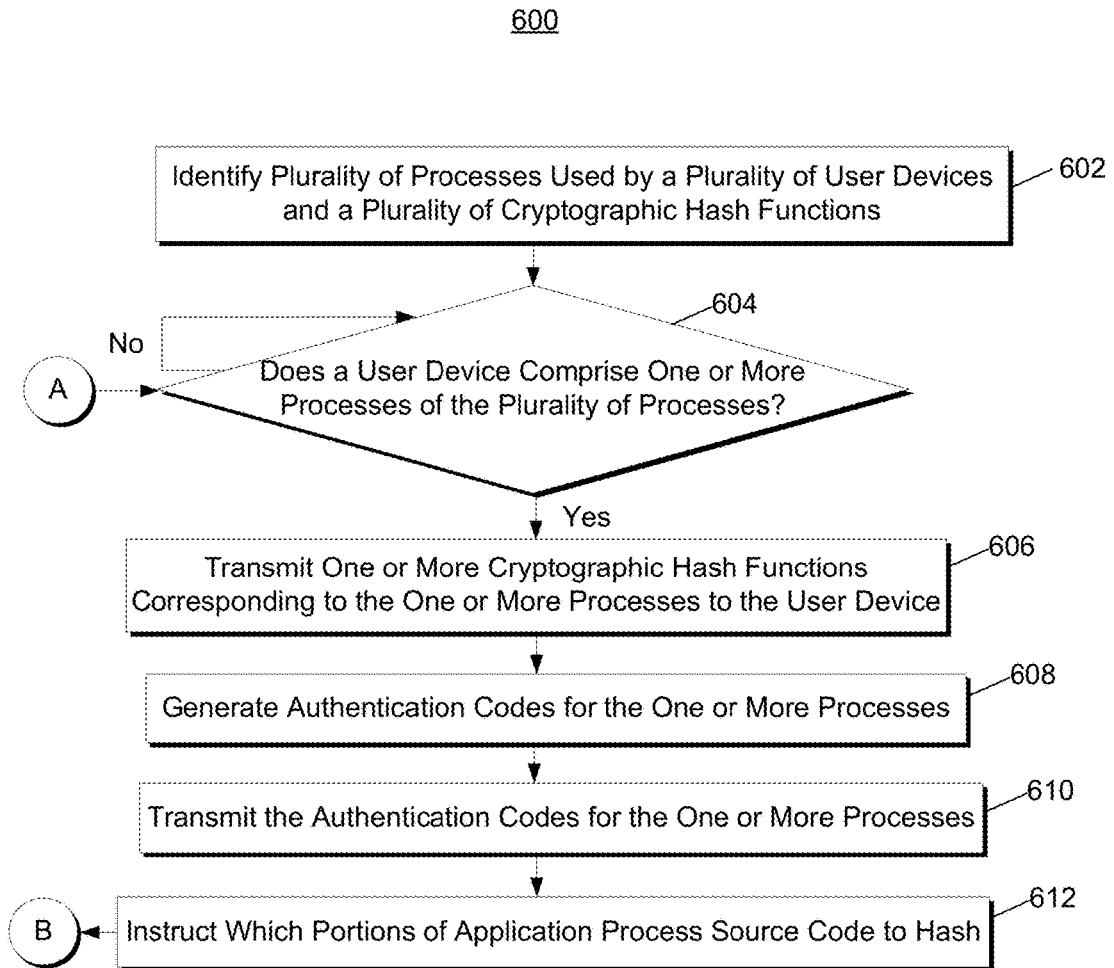 600
Identify Plurality of Processes Used by a Plurality of User Devices
and a Plurality of Cryptographic Hash Functions
602
604
No
A
Does a User Device Comprise One or More
Processes of the Plurality of Processes?
Yes
606
Transmit One or More Cryptographic Hash Functions
Corresponding to the One or More Processes to the User Device
608
Generate Authentication Codes for the One or More Processes
610
Transmit the Authentication Codes for the One or More Processes
612
B
Instruct Which Portions of Application Process Source Code to Hash